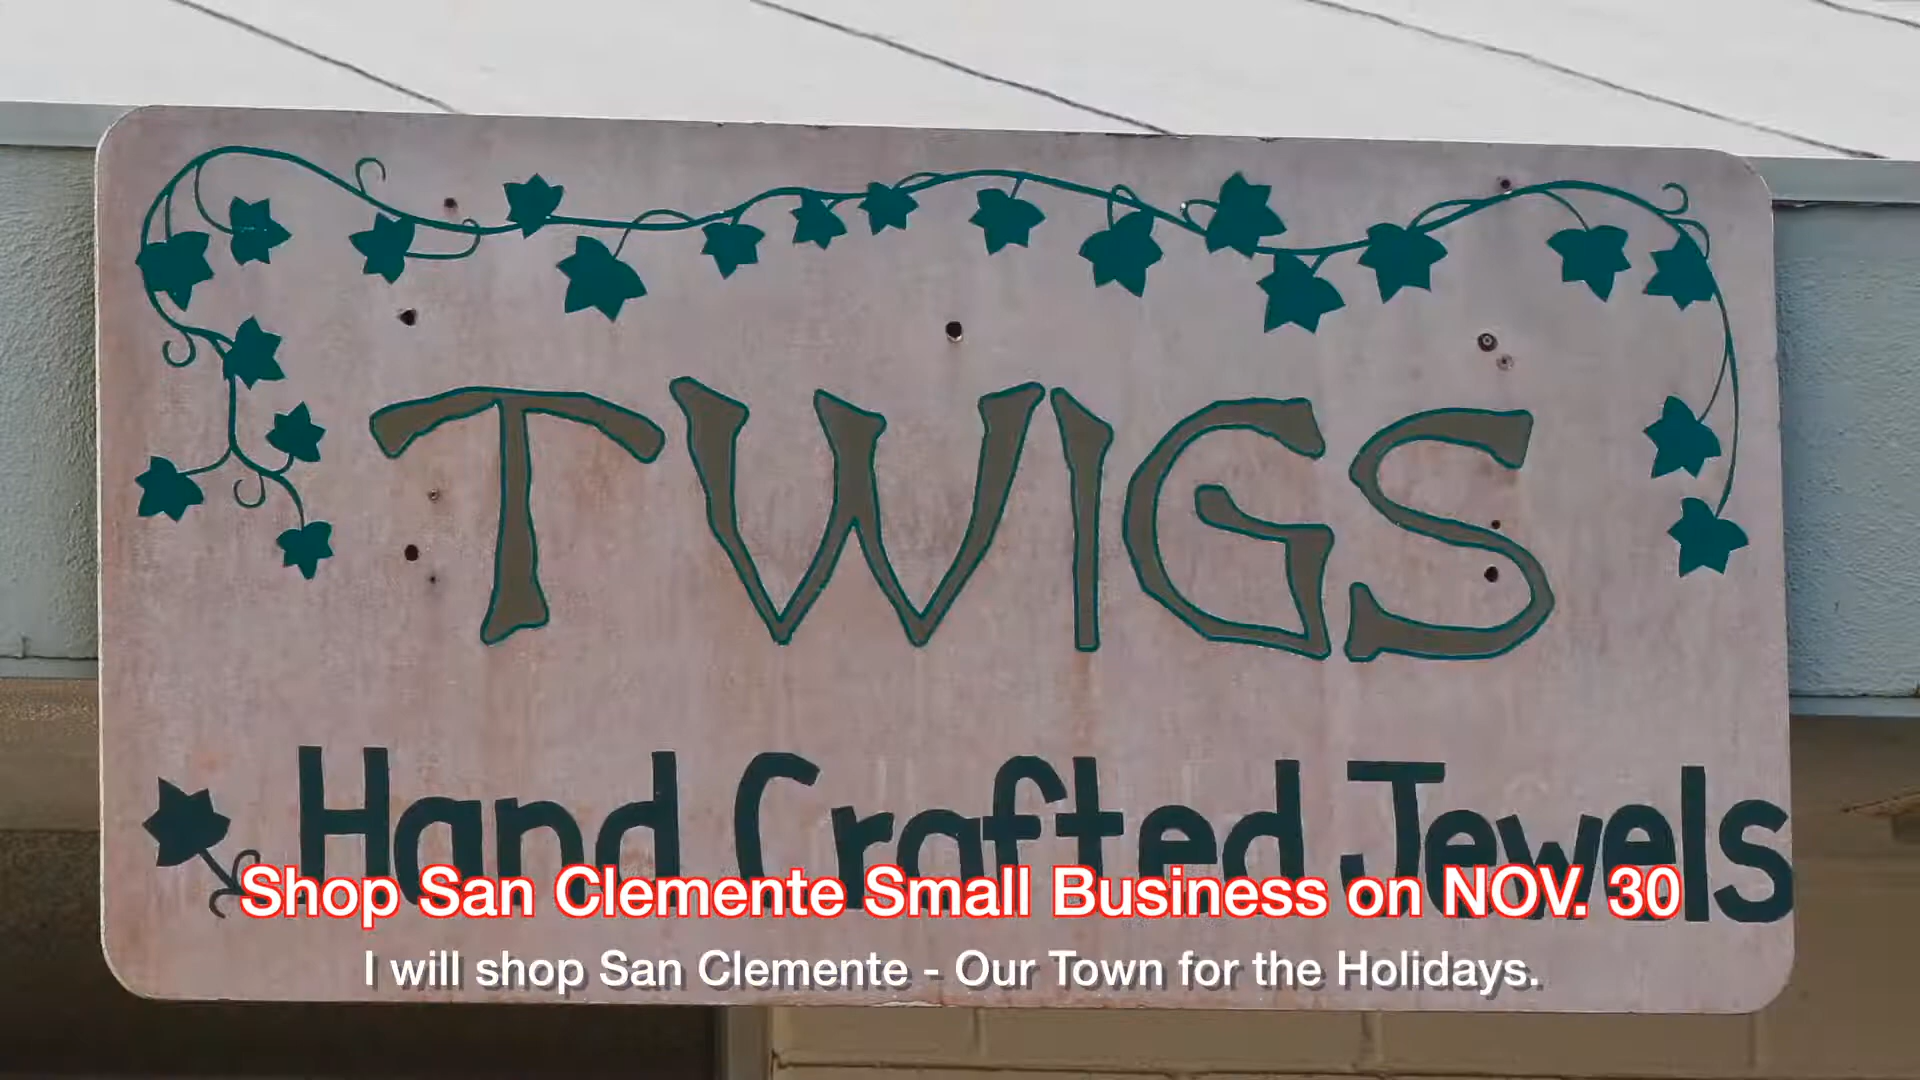 TWIGS
Hand Crafted Jewels
Shop San Clemente Small Business on NOV. 30
I will shop San Clemente - Our Town for the Holidays.